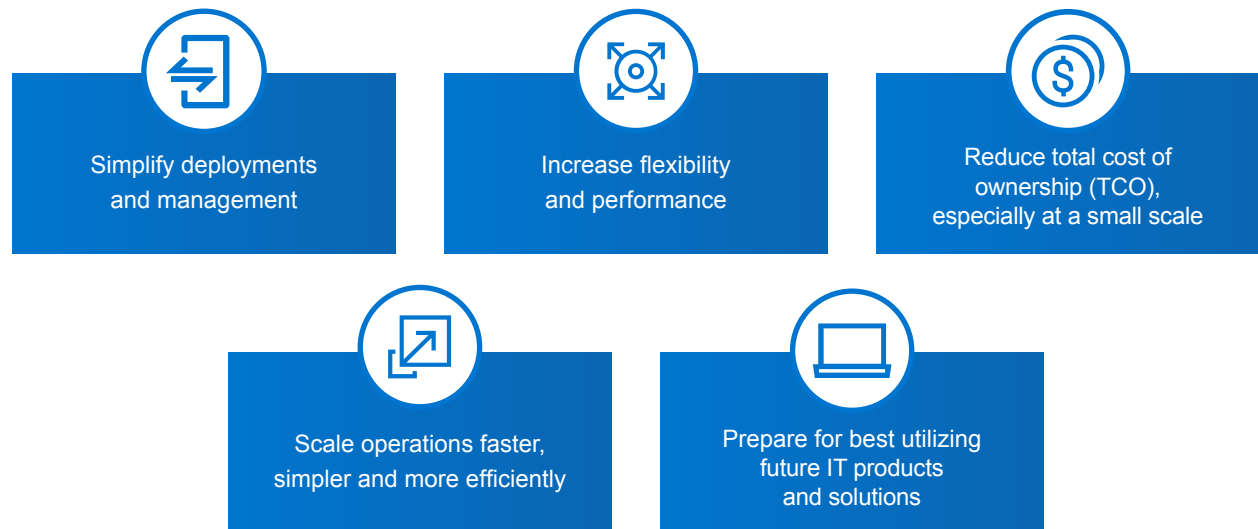 Simplify deployments
and management
Increase flexibility
and performance
$
Reduce total cost of
ownership (TCO),
especially at a small scale
Scale operations faster,
simpler and more efficiently
Prepare for best utilizing
future IT products
and solutions